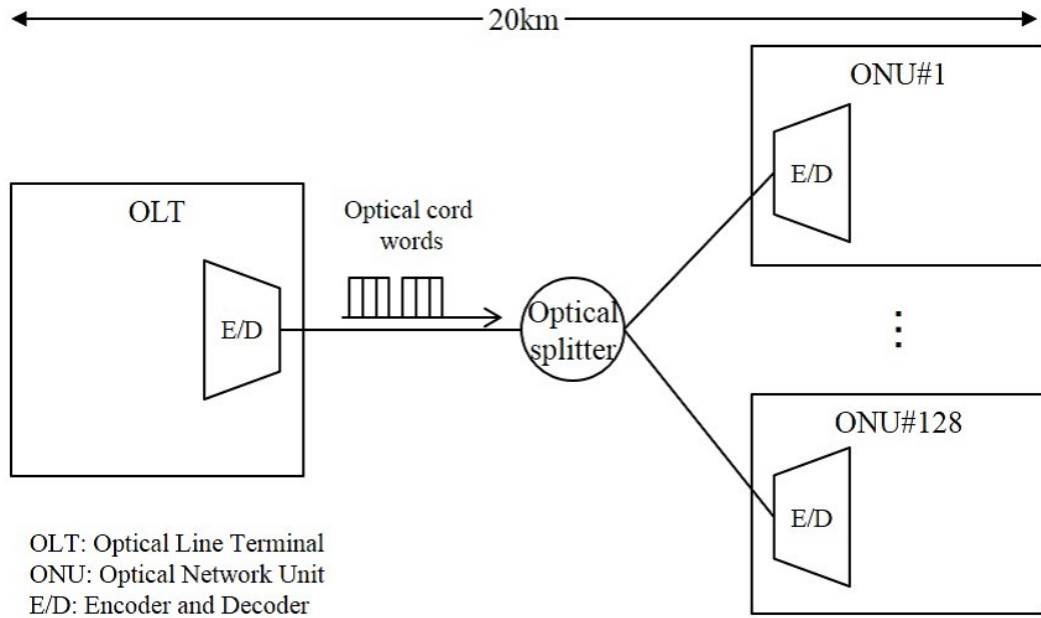 20km
OLT
E/D
Optical cord
words
Optical
splitter
ONU#1
E/D
ONU#128
E/D
OLT: Optical Line Terminal
ONU: Optical Network Unit
E/D: Encoder and Decoder